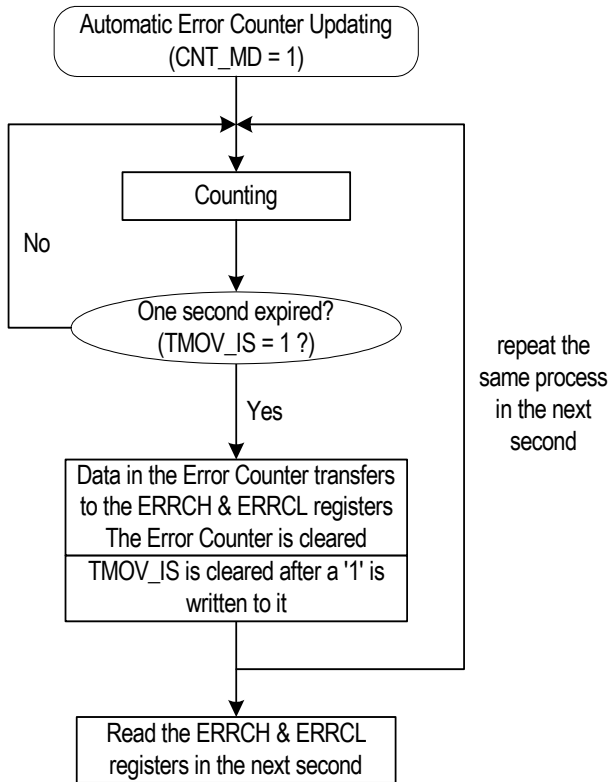 Automatic Error Counter Updating
(CNT_MD = 1)
Counting
No
One second expired?
(TMOV_IS = 1 ?)
repeat the
same process
in the next
second
Yes
Data in the Error Counter transfers
to the ERRCH & ERRCL registers
The Error Counter is cleared
TMOV_IS is cleared after a '1' is
written to it
Read the ERRCH & ERRCL
registers in the next second